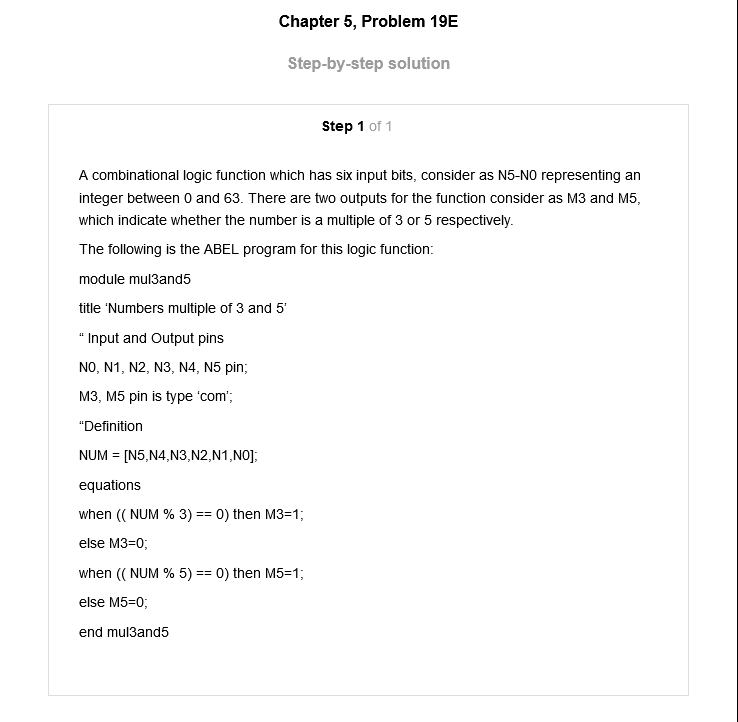 Chapter 5, Problem 19E
Step-by-step solution
Step 1 of 1
A combinational logic function which has six input bits, consider as N5-N0 representing an
integer between 0 and 63. There are two outputs for the function consider as M3 and M5,
which indicate whether the number is a multiple of 3 or 5 respectively.
The following is the ABEL program for this logic function:
module mul3and5
title ‘Numbers multiple of 3 and 5’
“ Input and Output pins
N0, N1, N2, N3, N4, N5 pin;
M3, M5 pin is type ‘com’;
“Definition
NUM = [N5,N4,N3,N2,N1,N0];
equations
when (( NUM % 3) == 0) then M3=1;
else M3=0;
when (( NUM % 5) == 0) then M5=1;
else M5=0;
end mul3and5